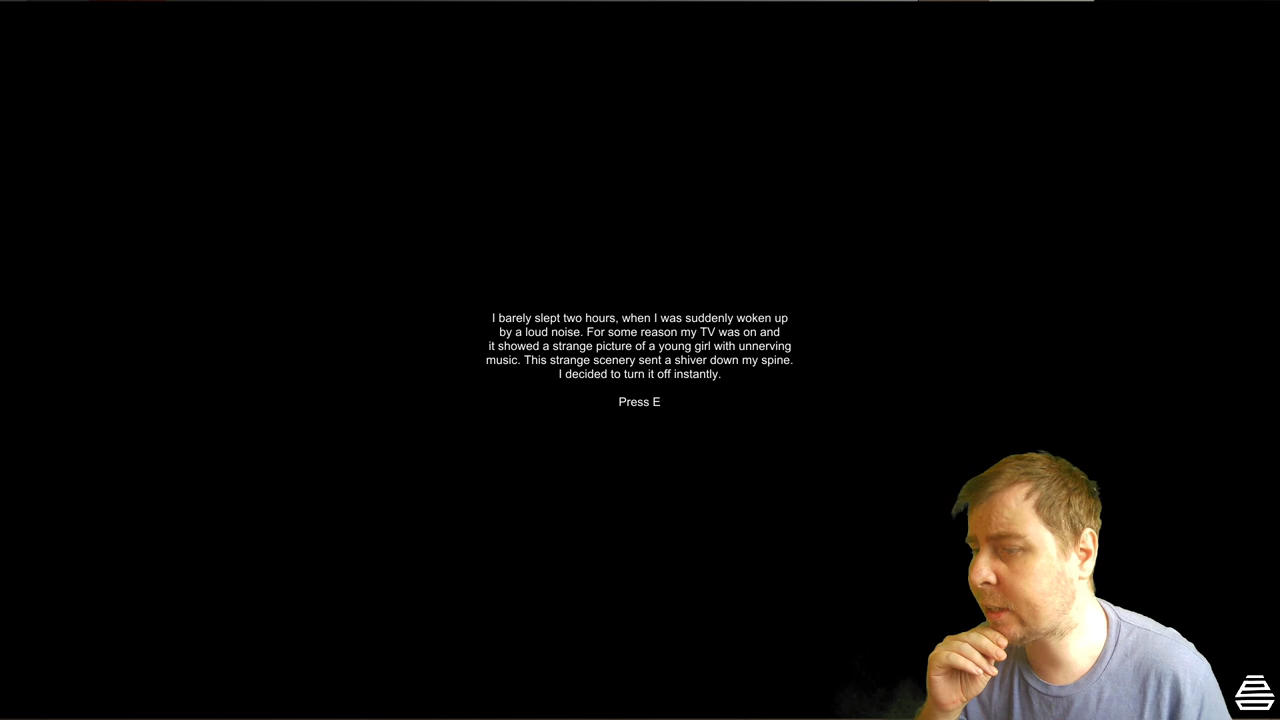 I barely slept two hours, when I was suddenly woken up
by a loud noise. For some reason my TV was on and
it showed a strange picture of a young girl with unnerving
music. This strange scenery sent a shiver down my spine.
I decided to turn it off instantly.
Press E